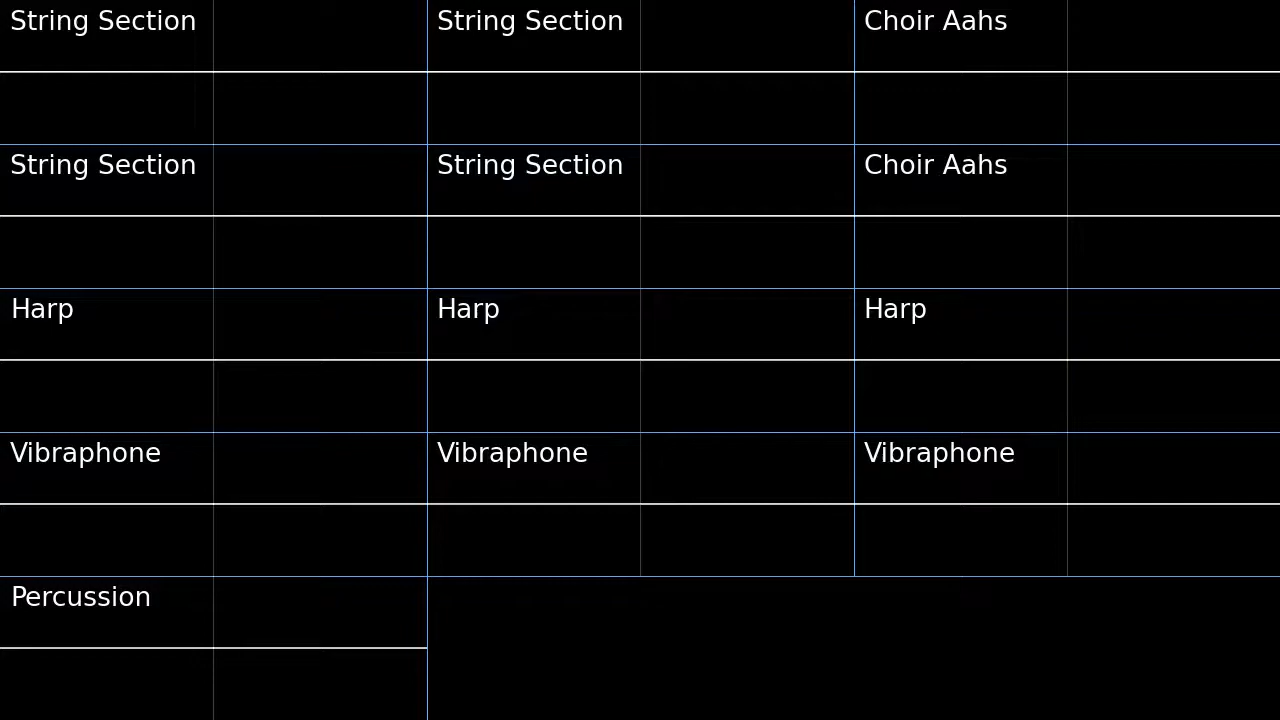 String Section
String Section
Choir Aahs
String Section
String Section
Choir Aahs
Harp
Harp
Harp
Vibraphone
Vibraphone
Vibraphone
Percussion